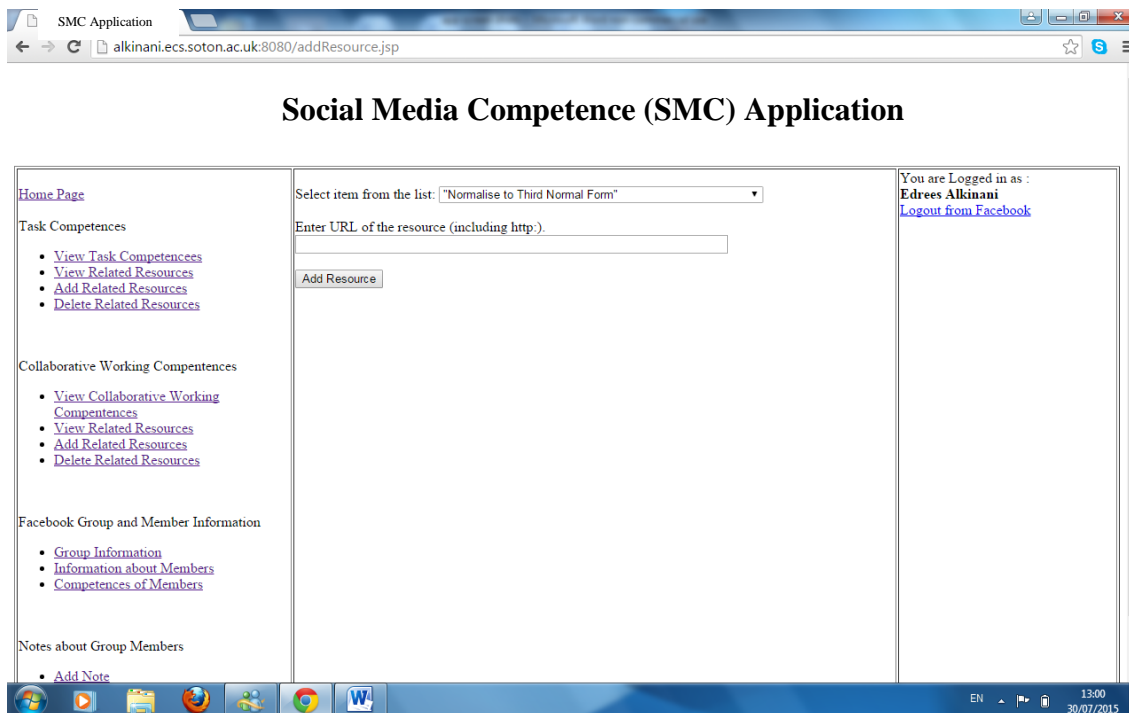 SMC Application
alkinani.ecs.soton.ac.uk:8080/addResource.jsp
Social Media Competence (SMC) Application
Home Page
Task Competences
View Task Competencees
View Related Resources
Add Related Resources
Delete Related Resources
Collaborative Working Compentences
View Collaborative Working
Compentences
View Related Resources
Add Related Resources
Delete Related Resources
Facebook Group and Member Information
Group Information
Information about Members
Competences of Members
Notes about Group Members
Add Note
Select item from the list: "Normalise to Third Normal Form"
Enter URL of the resource (including http:).
Add Resource
You are Logged in as :
Edrees Alkinani
Logout from Facebook
EN
13:00
30/07/2015